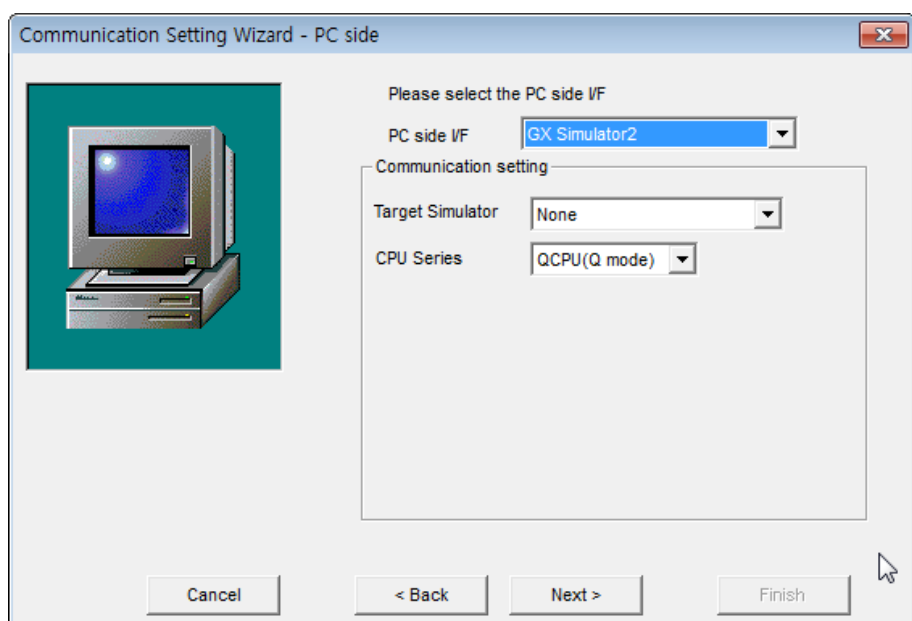 Communication Setting Wizard - PC side
Please select the PC side I/F
PC side I/F GX Simulator2
Communication setting
Target Simulator None
CPU Series QCPU(Q mode)
Cancel < Back Next > Finish